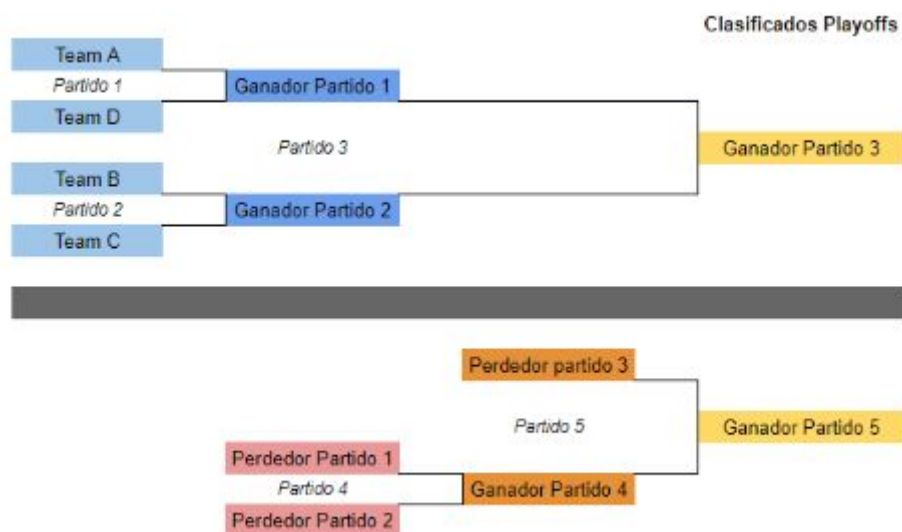 Clasificados Playoffs
Team A
Partido 1
Ganador Partido 1
Team D
Partido 3
Ganador Partido 3
Team B
Partido 2
Ganador Partido 2
Team C
Perdedor partido 3
Partido 5
Ganador Partido 5
Perdedor Partido 1
Partido 4
Ganador Partido 4
Perdedor Partido 2